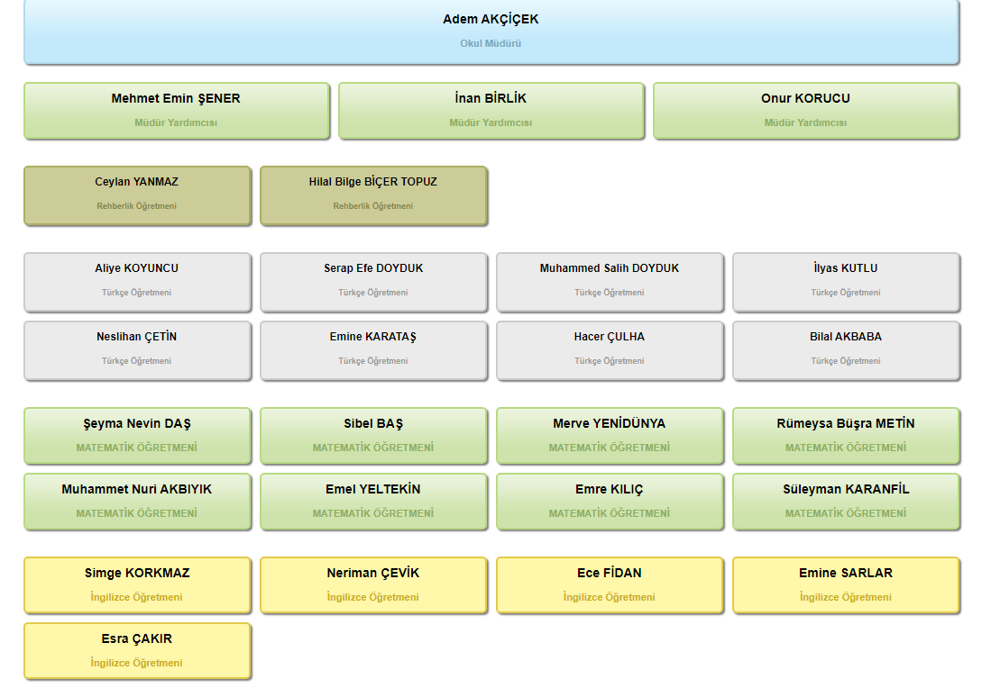 Adem AKÇİÇEK
Okul Müdürü
Mehmet Emin ŞENER
Müdür Yardımcısı
İnan BİRLİK
Müdür Yardımcısı
Onur KORUCU
Müdür Yardımcısı
Ceylan YANMAZ
Rehberlik Öğretmeni
Hilal Bilge BİÇER TOPUZ
Rehberlik Öğretmeni
Aliye KOYUNCU
Türkçe Öğretmeni
Serap Efe DOYDUK
Türkçe Öğretmeni
Muhammed Salih DOYDUK
Türkçe Öğretmeni
İlyas KUTLU
Türkçe Öğretmeni
Neslihan ÇETİN
Türkçe Öğretmeni
Emine KARATAŞ
Türkçe Öğretmeni
Hacer ÇULHA
Türkçe Öğretmeni
Bilal AKBABA
Türkçe Öğretmeni
Şeyma Nevin DAŞ
MATEMATİK ÖĞRETMENİ
Sibel BAŞ
MATEMATİK ÖĞRETMENİ
Merve YENİDÜNYA
MATEMATİK ÖĞRETMENİ
Rümeysa Büşra METİN
MATEMATİK ÖĞRETMENİ
Muhammet Nuri AKBIYIK
MATEMATİK ÖĞRETMENİ
Emel YELTEKİN
MATEMATİK ÖĞRETMENİ
Emre KILIÇ
MATEMATİK ÖĞRETMENİ
Süleyman KARANFİL
MATEMATİK ÖĞRETMENİ
Simge KORKMAZ
İngilizce Öğretmeni
Neriman ÇEVİK
İngilizce Öğretmeni
Ece FİDAN
İngilizce Öğretmeni
Emine SARLAR
İngilizce Öğretmeni
Esra ÇAKIR
İngilizce Öğretmeni